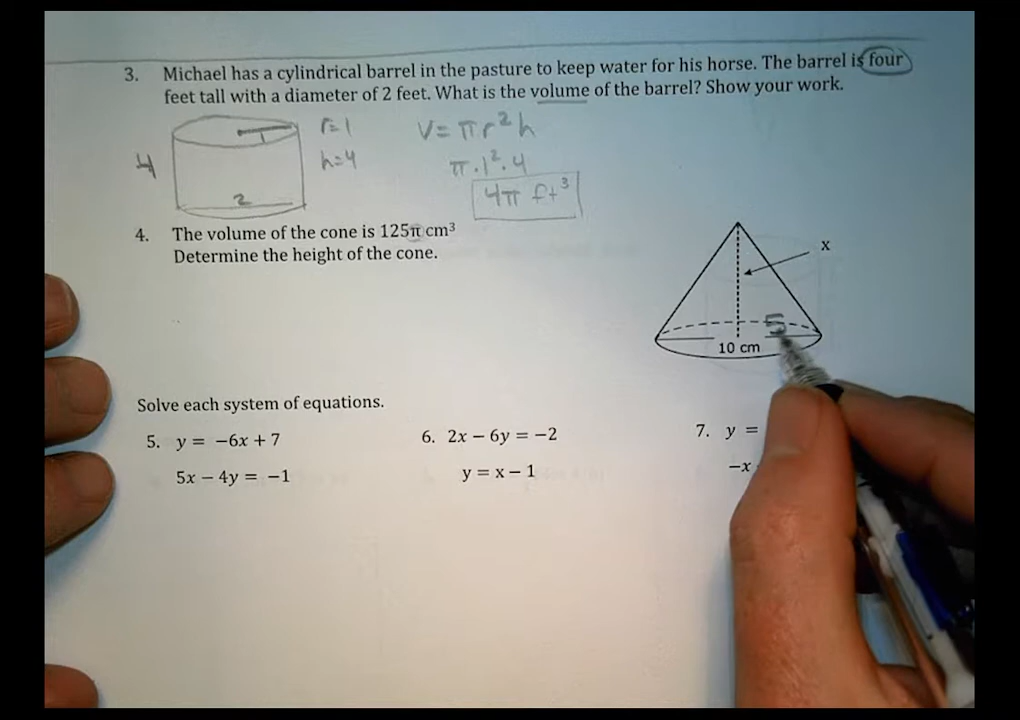 3. Michael has a cylindrical barrel in the pasture to keep water for his horse. The barrel is four
feet tall with a diameter of 2 feet. What is the volume of the barrel? Show your work.
r=1
V=πr²h
4
h=4
π·1²·4
2
4π ft³
4. The volume of the cone is 125π cm³
Determine the height of the cone.
x
5
10 cm
Solve each system of equations.
5. y = −6x + 7
6. 2x − 6y = −2
7. y =
5x − 4y = −1
y = x − 1
−x